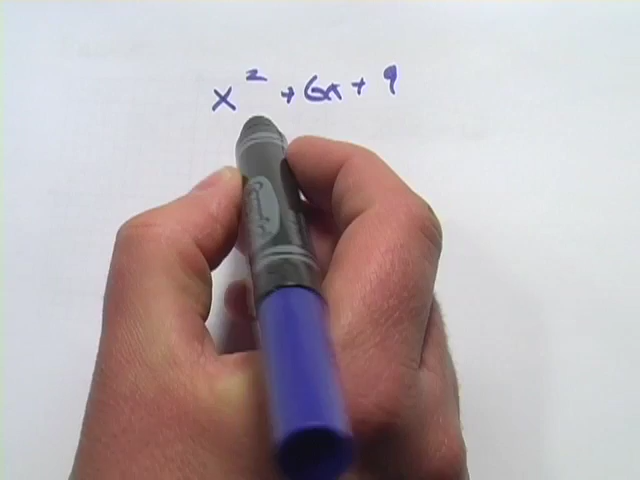 x² + 6x + 9